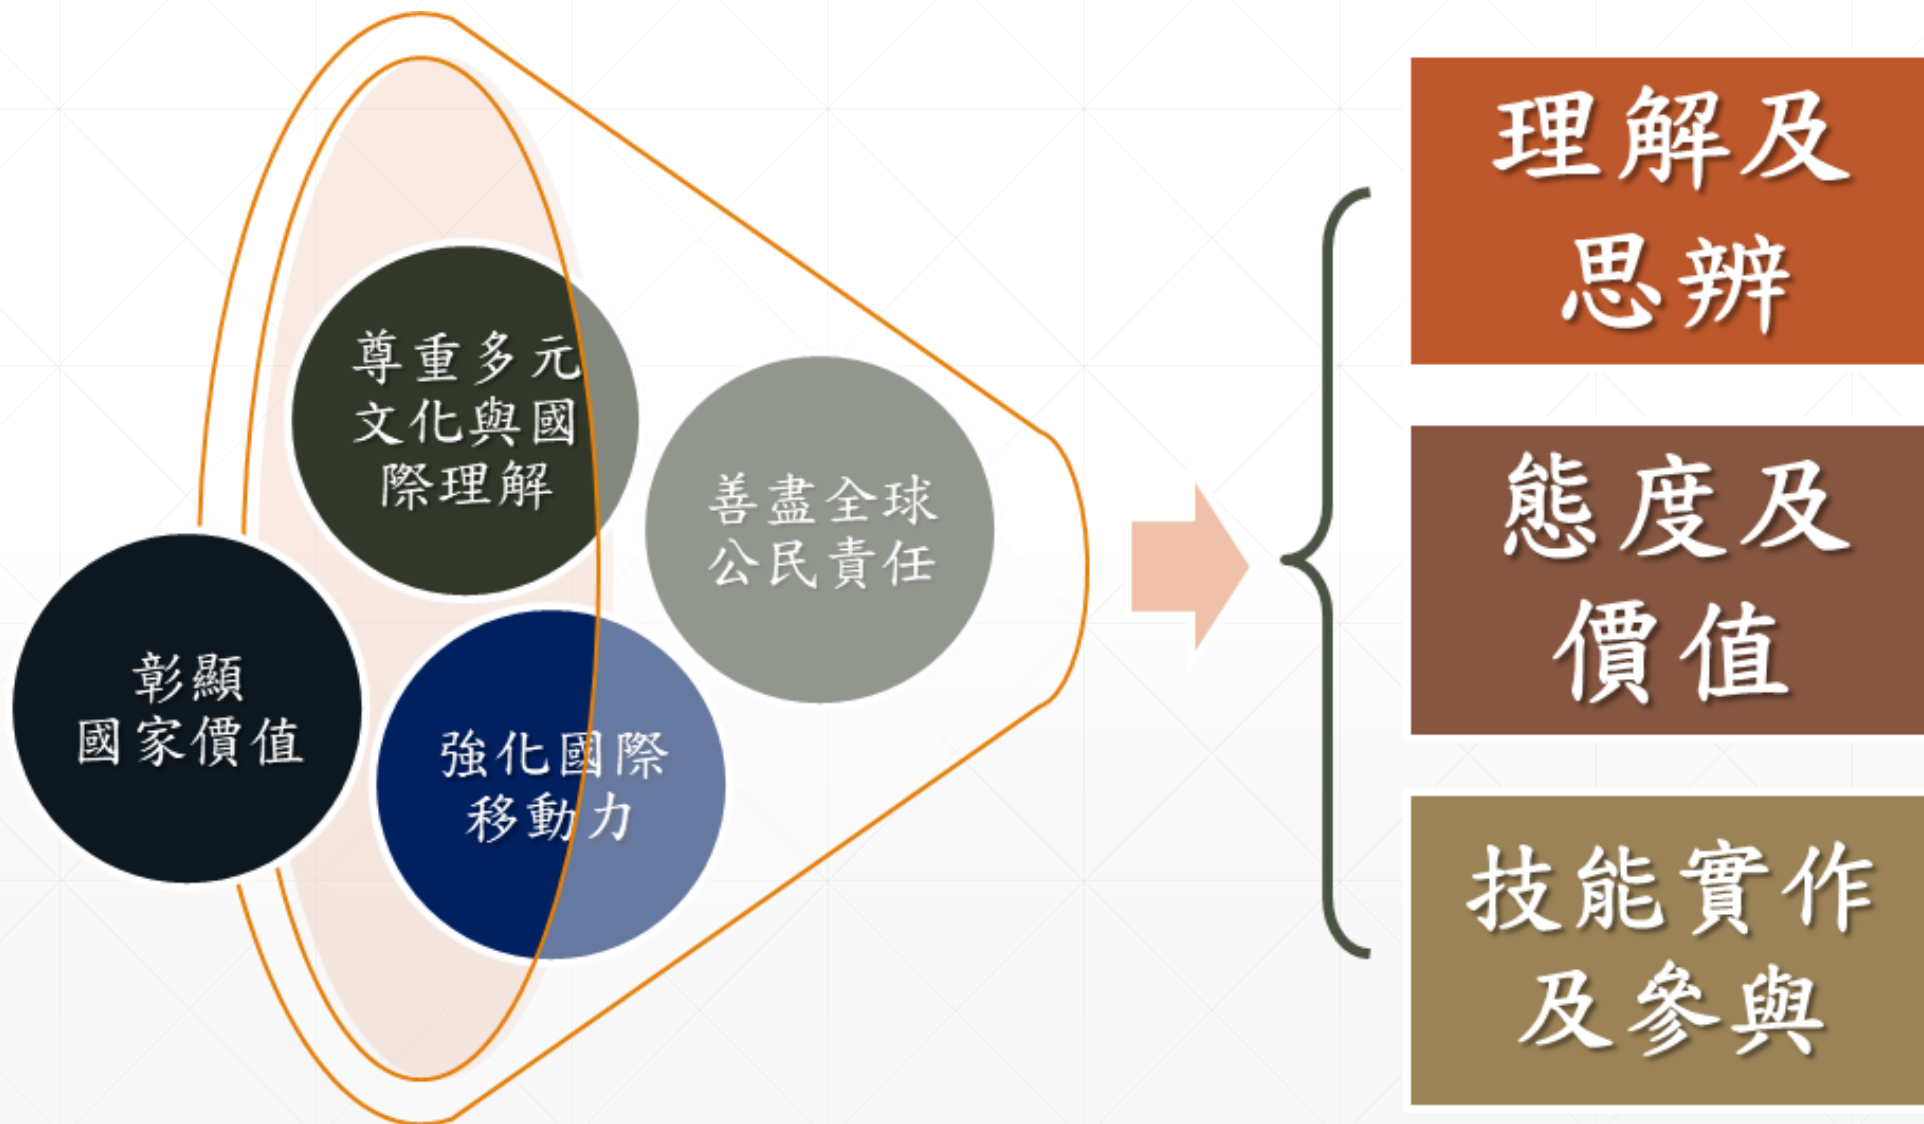 尊重多元
文化與國
際理解
善盡全球
公民責任
彰顯
國家價值
強化國際
移動力
理解及
思辨
態度及
價值
技能實作
及參與